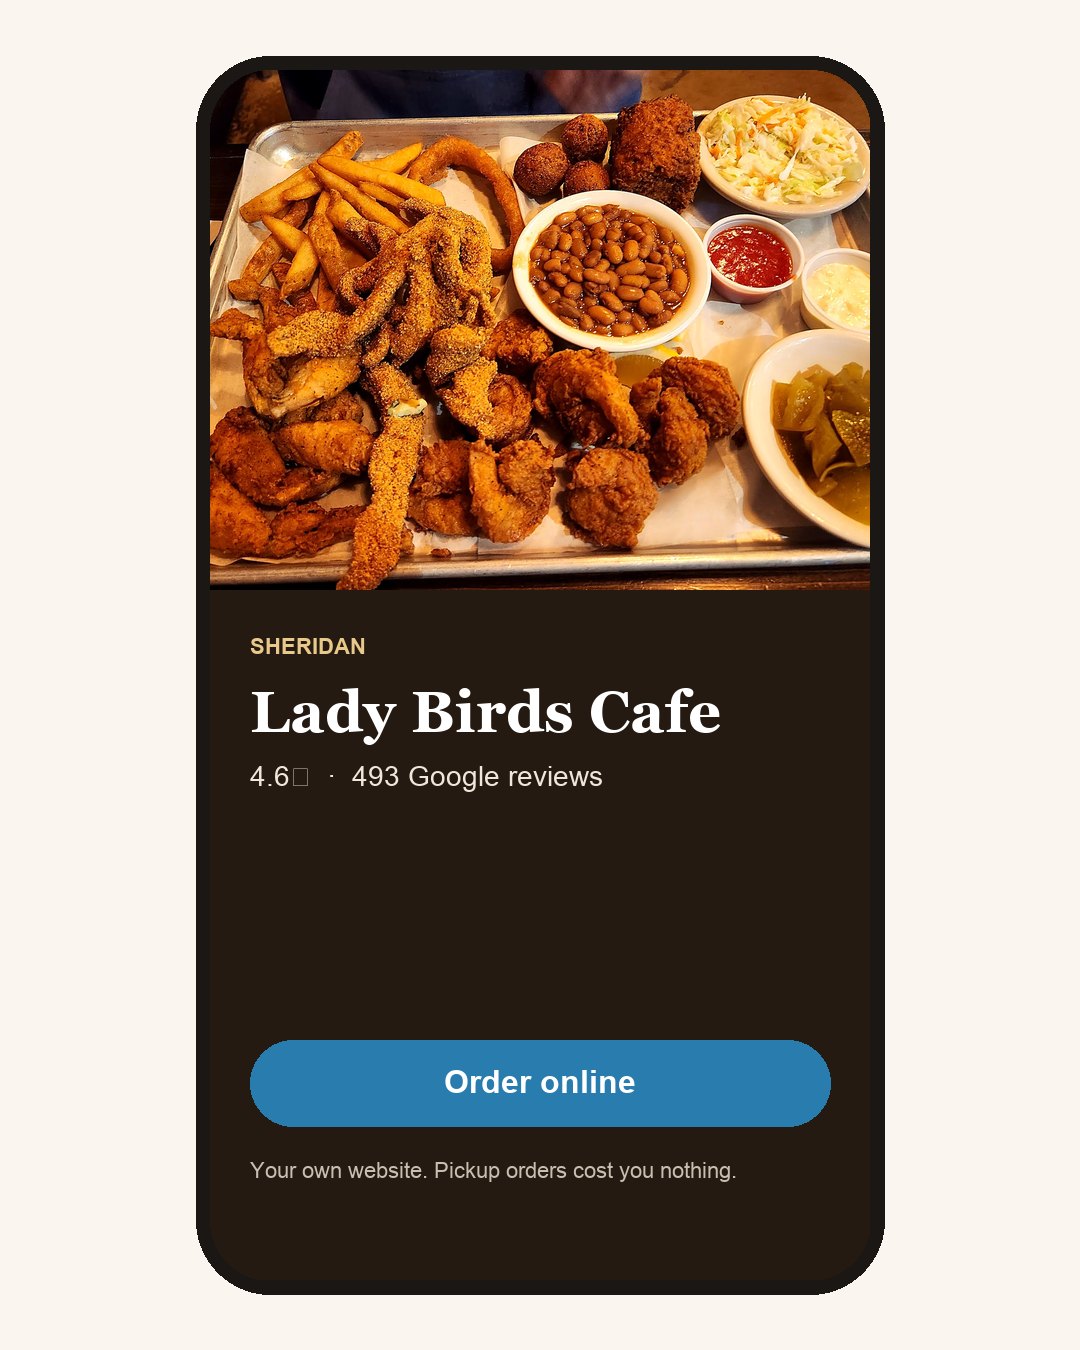 SHERIDAN
Lady Birds Cafe
4.6□ · 493 Google reviews
Order online
Your own website. Pickup orders cost you nothing.